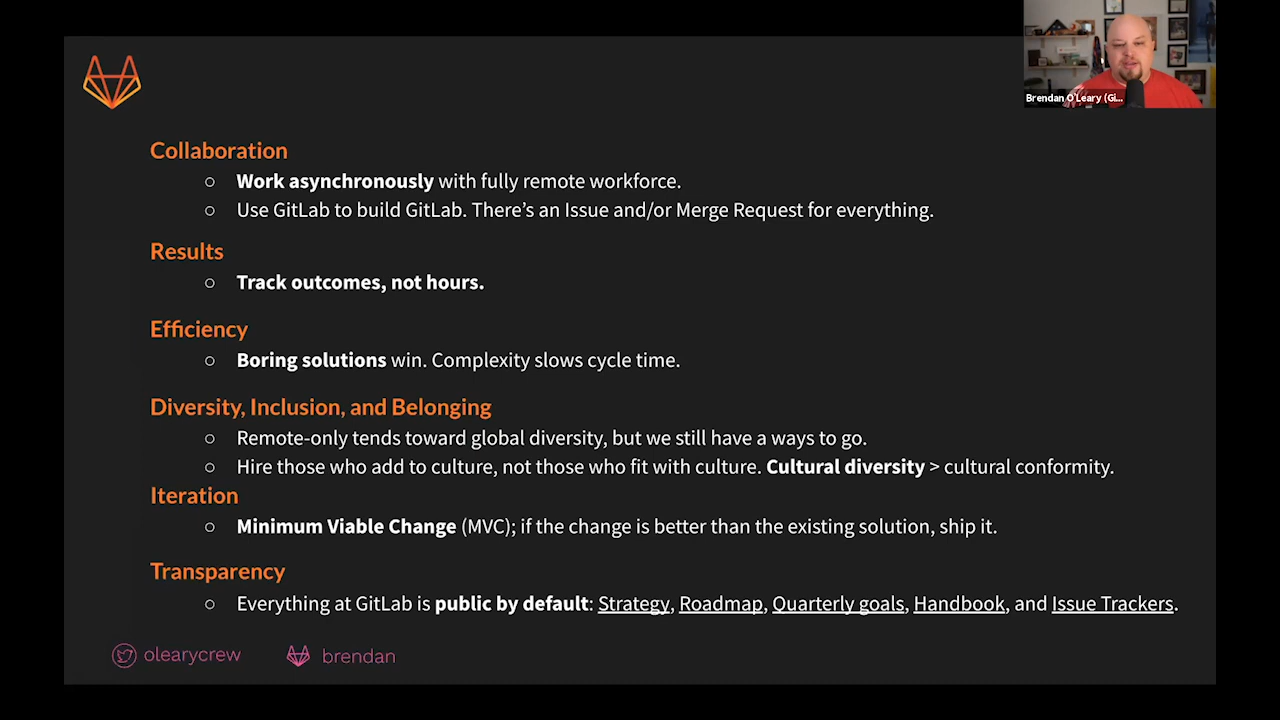 Brendan O'Leary (Gi...
Collaboration
○ Work asynchronously with fully remote workforce.
○ Use GitLab to build GitLab. There’s an Issue and/or Merge Request for everything.
Results
○ Track outcomes, not hours.
Efficiency
○ Boring solutions win. Complexity slows cycle time.
Diversity, Inclusion, and Belonging
○ Remote-only tends toward global diversity, but we still have a ways to go.
○ Hire those who add to culture, not those who fit with culture. Cultural diversity > cultural conformity.
Iteration
○ Minimum Viable Change (MVC); if the change is better than the existing solution, ship it.
Transparency
○ Everything at GitLab is public by default: Strategy, Roadmap, Quarterly goals, Handbook, and Issue Trackers.
olearycrew brendan